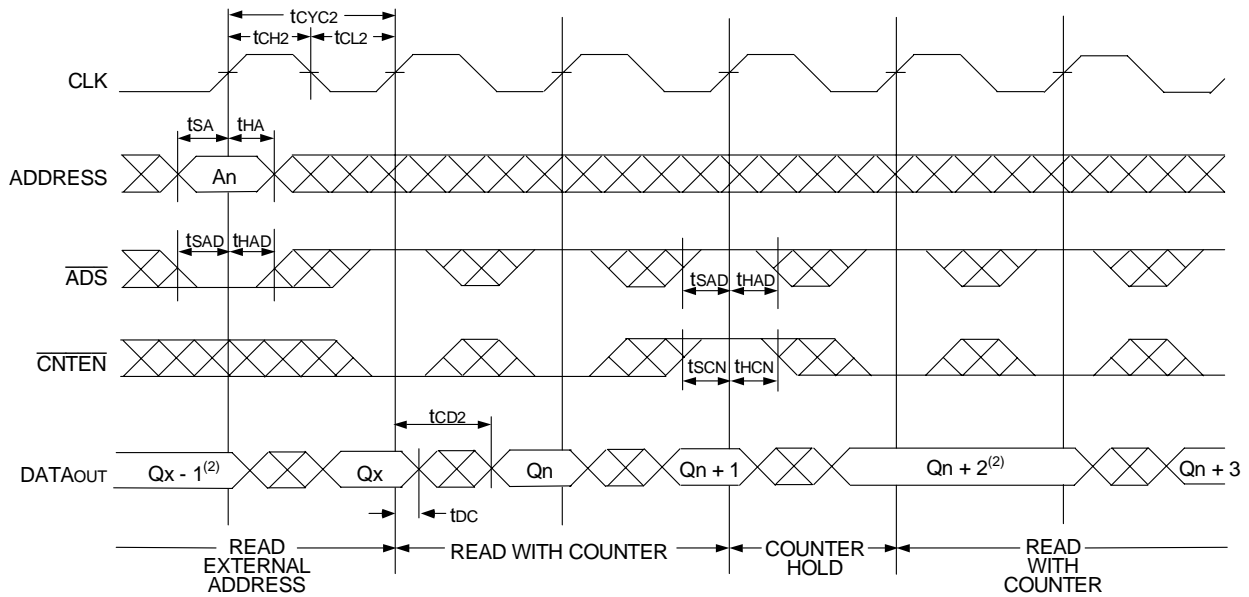 tCYC2
tCH2 tCL2
CLK
tSA tHA
ADDRESS An
tSAD tHAD
ADS
tSAD tHAD
CNTEN
tSCN tHCN
tCD2
DATAOUT Qx - 1(2) Qx Qn Qn + 1 Qn + 2(2) Qn + 3
tDC
READ EXTERNAL ADDRESS
READ WITH COUNTER
COUNTER HOLD
READ WITH COUNTER